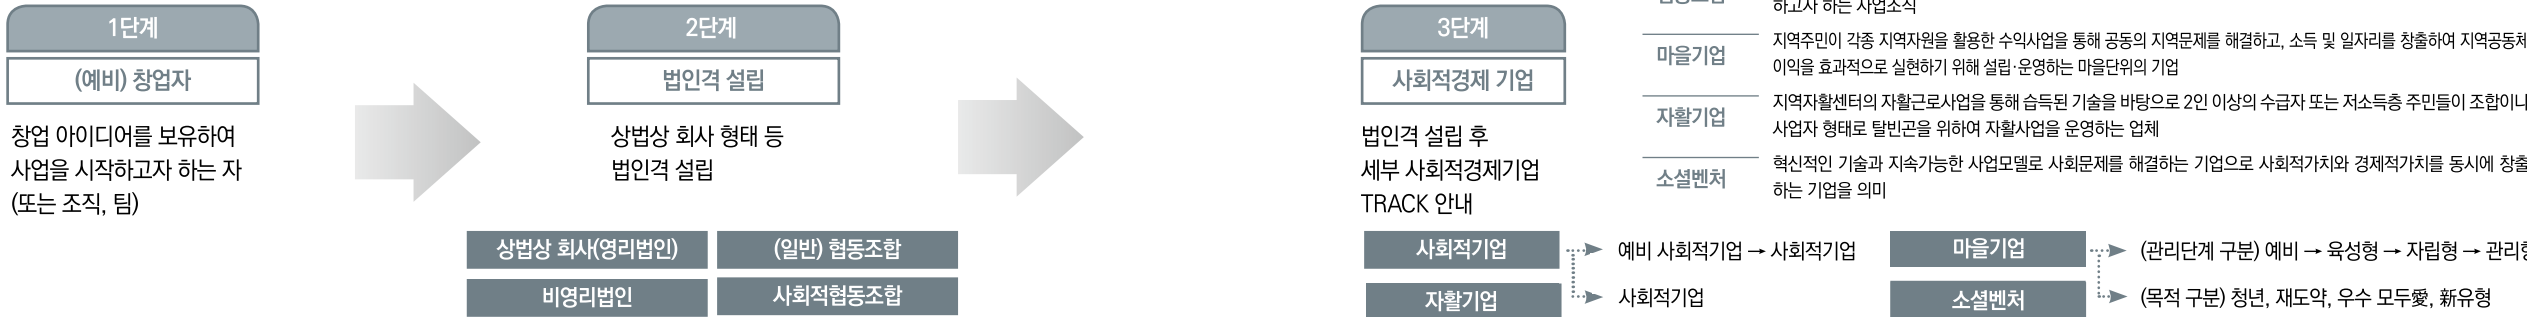 1단계
(예비) 창업자
창업 아이디어를 보유하여
사업을 시작하고자 하는 자
(또는 조직, 팀)
2단계
법인격 설립
상법상 회사 형태 등
법인격 설립
상법상 회사(영리법인)
(일반) 협동조합
비영리법인
사회적협동조합
3단계
사회적경제 기업
법인격 설립 후
세부 사회적경제기업
TRACK 안내
하고자 하는 사업조직
마을기업
지역주민이 각종 지역자원을 활용한 수익사업을 통해 공동의 지역문제를 해결하고, 소득 및 일자리를 창출하여 지역공동체
이익을 효과적으로 실현하기 위해 설립·운영하는 마을단위의 기업
자활기업
지역자활센터의 자활근로사업을 통해 습득된 기술을 바탕으로 2인 이상의 수급자 또는 저소득층 주민들이 조합이나
사업자 형태로 탈빈곤을 위하여 자활사업을 운영하는 업체
소셜벤처
혁신적인 기술과 지속가능한 사업모델로 사회문제를 해결하는 기업으로 사회적가치와 경제적가치를 동시에 창출
하는 기업을 의미
사회적기업
예비 사회적기업 → 사회적기업
사회적기업
자활기업
마을기업
(관리단계 구분) 예비 → 육성형 → 자립형 → 관리형
(목적 구분) 청년, 재도약, 우수 모두愛, 新유형
소셜벤처